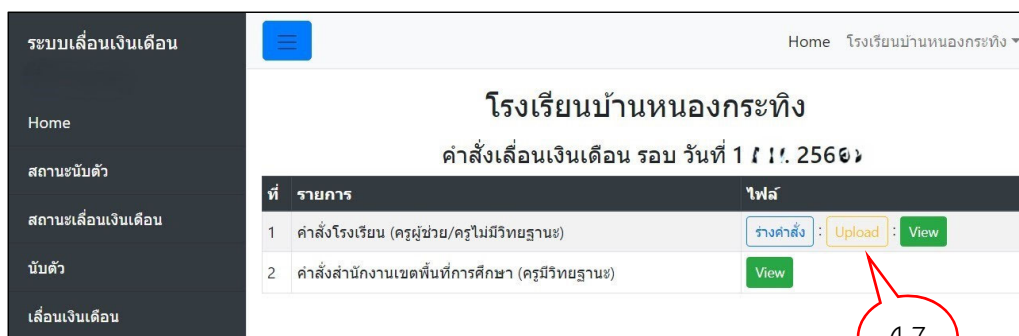 ระบบเลื่อนเงินเดือน
Home โรงเรียนบ้านหนองกระทิง
Home
สถานะนับตัว
สถานะเลื่อนเงินเดือน
นับตัว
เลื่อนเงินเดือน
โรงเรียนบ้านหนองกระทิง
คำสั่งเลื่อนเงินเดือน รอบ วันที่ 1
ที่ รายการ ไฟล์
1 คำสั่งโรงเรียน (ครูผู้ช่วย/ครูไม่มีวิทยฐานะ) ร่างคำสั่ง : Upload : View
2 คำสั่งสำนักงานเขตพื้นที่การศึกษา (ครูมีวิทยฐานะ) View